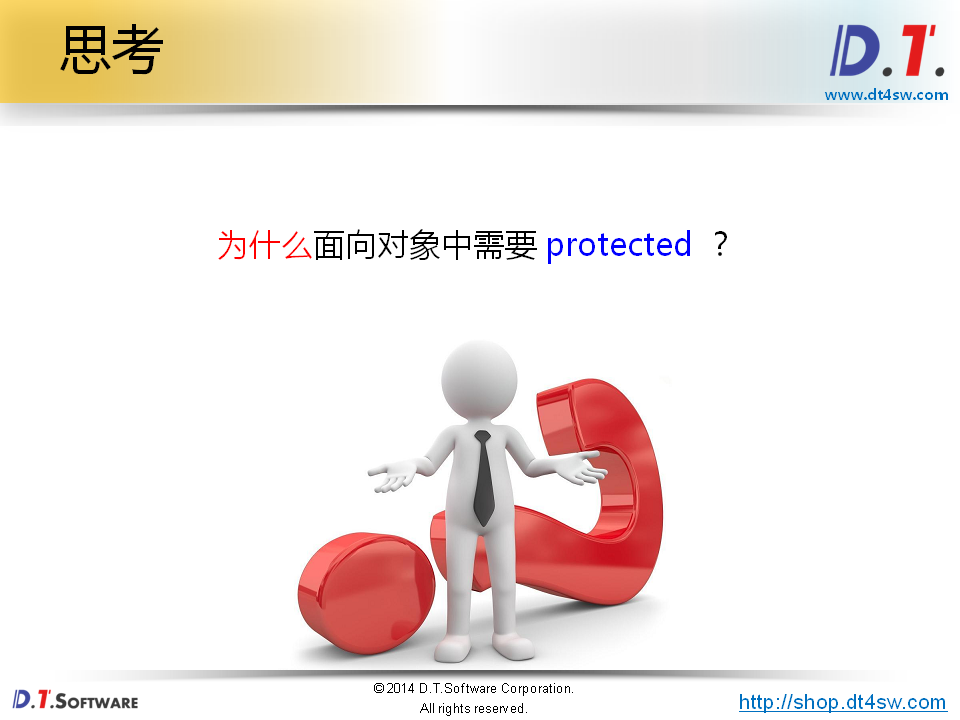 思考
D.T.
www.dt4sw.com
为什么面向对象中需要 protected ？
D.T.SOFTWARE
©2014 D.T.Software Corporation.
All rights reserved.
http://shop.dt4sw.com